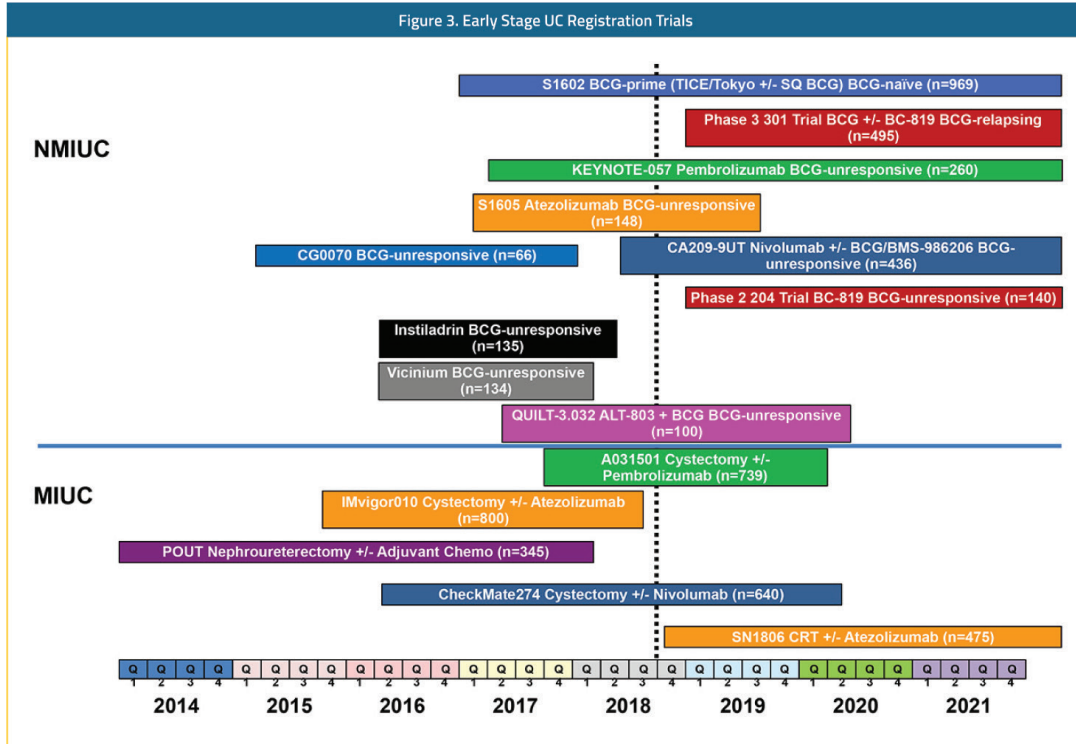 Figure 3. Early Stage UC Registration Trials
NMIUC
S1602 BCG-prime (TICE/Tokyo +/- SQ BCG) BCG-naïve (n=969)
Phase 3 301 Trial BCG +/- BC-819 BCG-relapsing
(n=495)
KEYNOTE-057 Pembrolizumab BCG-unresponsive (n=260)
S1605 Atezolizumab BCG-unresponsive
(n=148)
CG0070 BCG-unresponsive (n=66)
CA209-9UT Nivolumab +/- BCG/BMS-986206 BCG-
unresponsive (n=436)
Phase 2 204 Trial BC-819 BCG-unresponsive (n=140)
Instiladrin BCG-unresponsive
(n=135)
Vicinium BCG-unresponsive
(n=134)
QUILT-3.032 ALT-803 + BCG BCG-unresponsive
(n=100)
MIUC
A031501 Cystectomy +/-
Pembrolizumab (n=739)
IMvigor010 Cystectomy +/- Atezolizumab
(n=800)
POUT Nephroureterectomy +/- Adjuvant Chemo (n=345)
CheckMate274 Cystectomy +/- Nivolumab (n=640)
SN1806 CRT +/- Atezolizumab (n=475)
Q Q Q Q Q Q Q Q Q Q Q Q Q Q Q Q Q Q Q Q Q Q Q Q Q Q Q Q Q Q Q Q
1 2 3 4 1 2 3 4 1 2 3 4 1 2 3 4 1 2 3 4 1 2 3 4 1 2 3 4 1 2 3 4
2014 2015 2016 2017 2018 2019 2020 2021